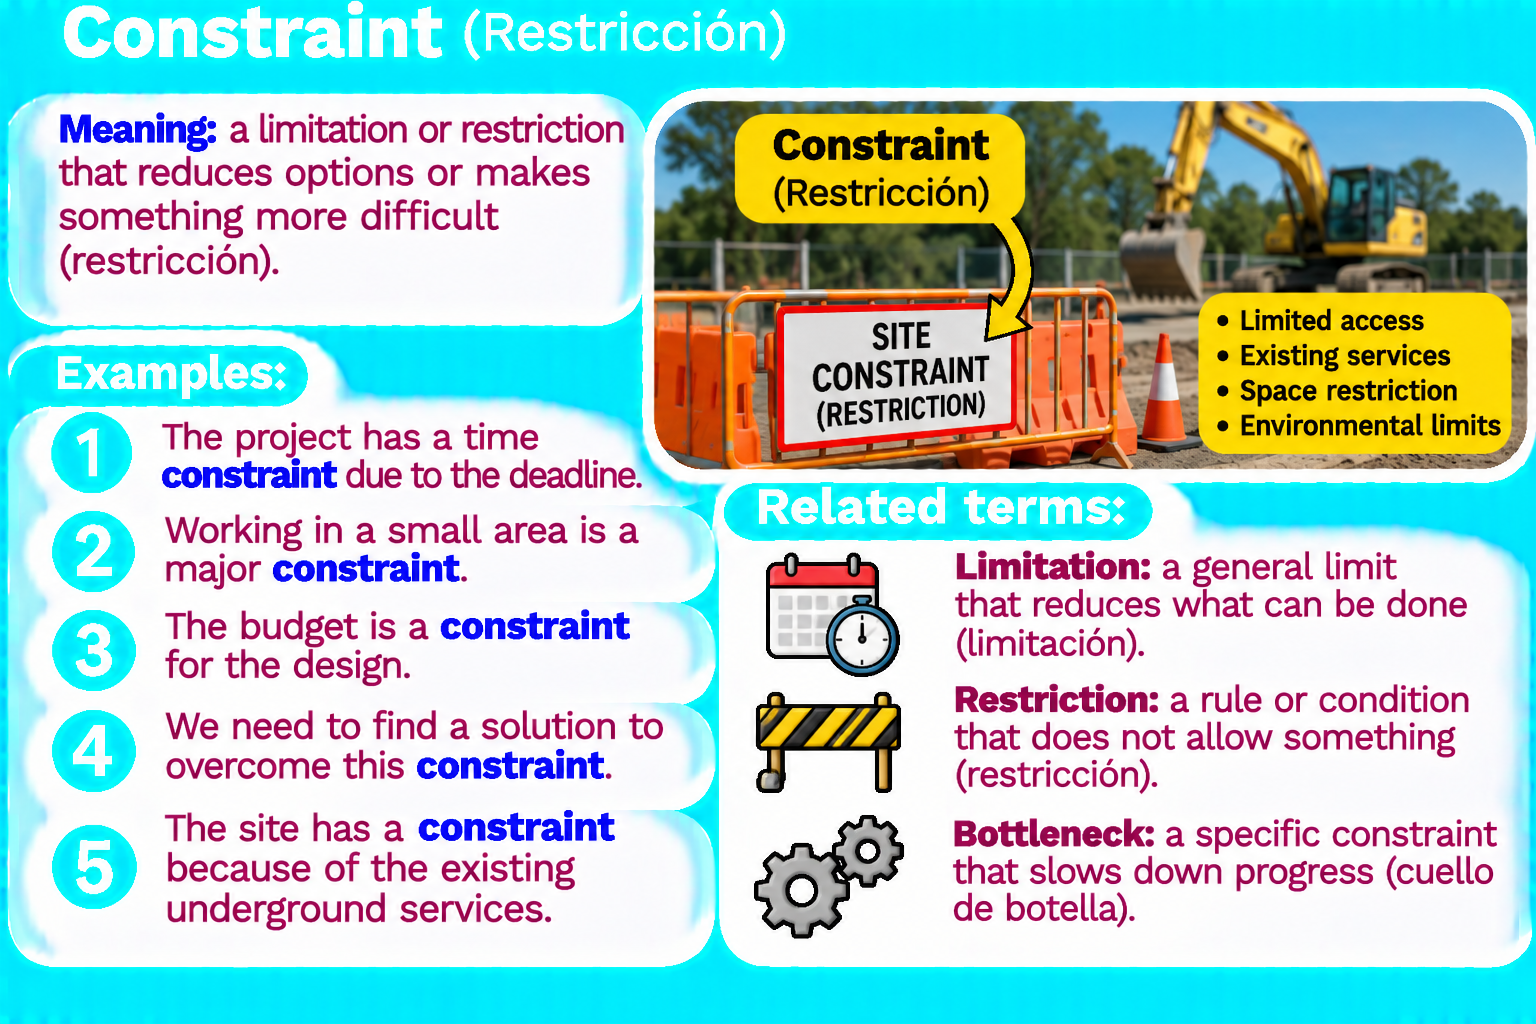 Constraint (Restricción)
Meaning: a limitation or restriction
that reduces options or makes
something more difficult
(restricción).
Constraint
(Restricción)
SITE
CONSTRAINT
(RESTRICTION)
• Limited access
• Existing services
• Space restriction
• Environmental limits
Examples:
1 The project has a time
constraint due to the deadline.
2 Working in a small area is a
major constraint.
3 The budget is a constraint
for the design.
4 We need to find a solution to
overcome this constraint.
5 The site has a constraint
because of the existing
underground services.
Related terms:
Limitation: a general limit
that reduces what can be done
(limitación).
Restriction: a rule or condition
that does not allow something
(restricción).
Bottleneck: a specific constraint
that slows down progress (cuello
de botella).